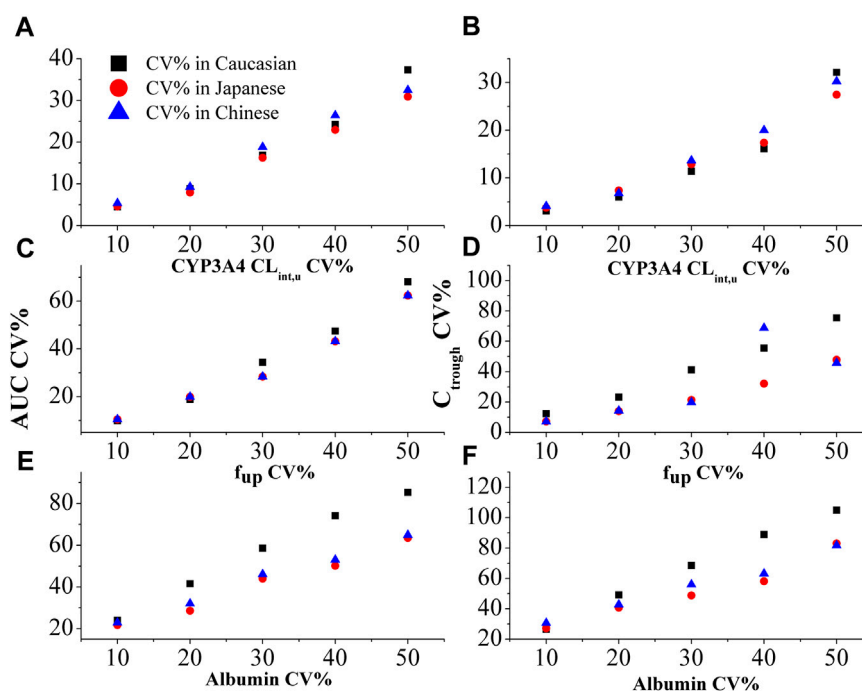 A
CV% in Caucasian
CV% in Japanese
CV% in Chinese
40
30
20
10
0
10 20 30 40 50
CYP3A4 CLint,u CV%
B
30
20
10
0
10 20 30 40 50
CYP3A4 CLint,u CV%
C
60
40
20
10 20 30 40 50
fup CV%
AUC CV%
D
100
80
60
40
20
0
10 20 30 40 50
fup CV%
Ctrough CV%
E
80
60
40
20
10 20 30 40 50
Albumin CV%
F
120
100
80
60
40
20
10 20 30 40 50
Albumin CV%